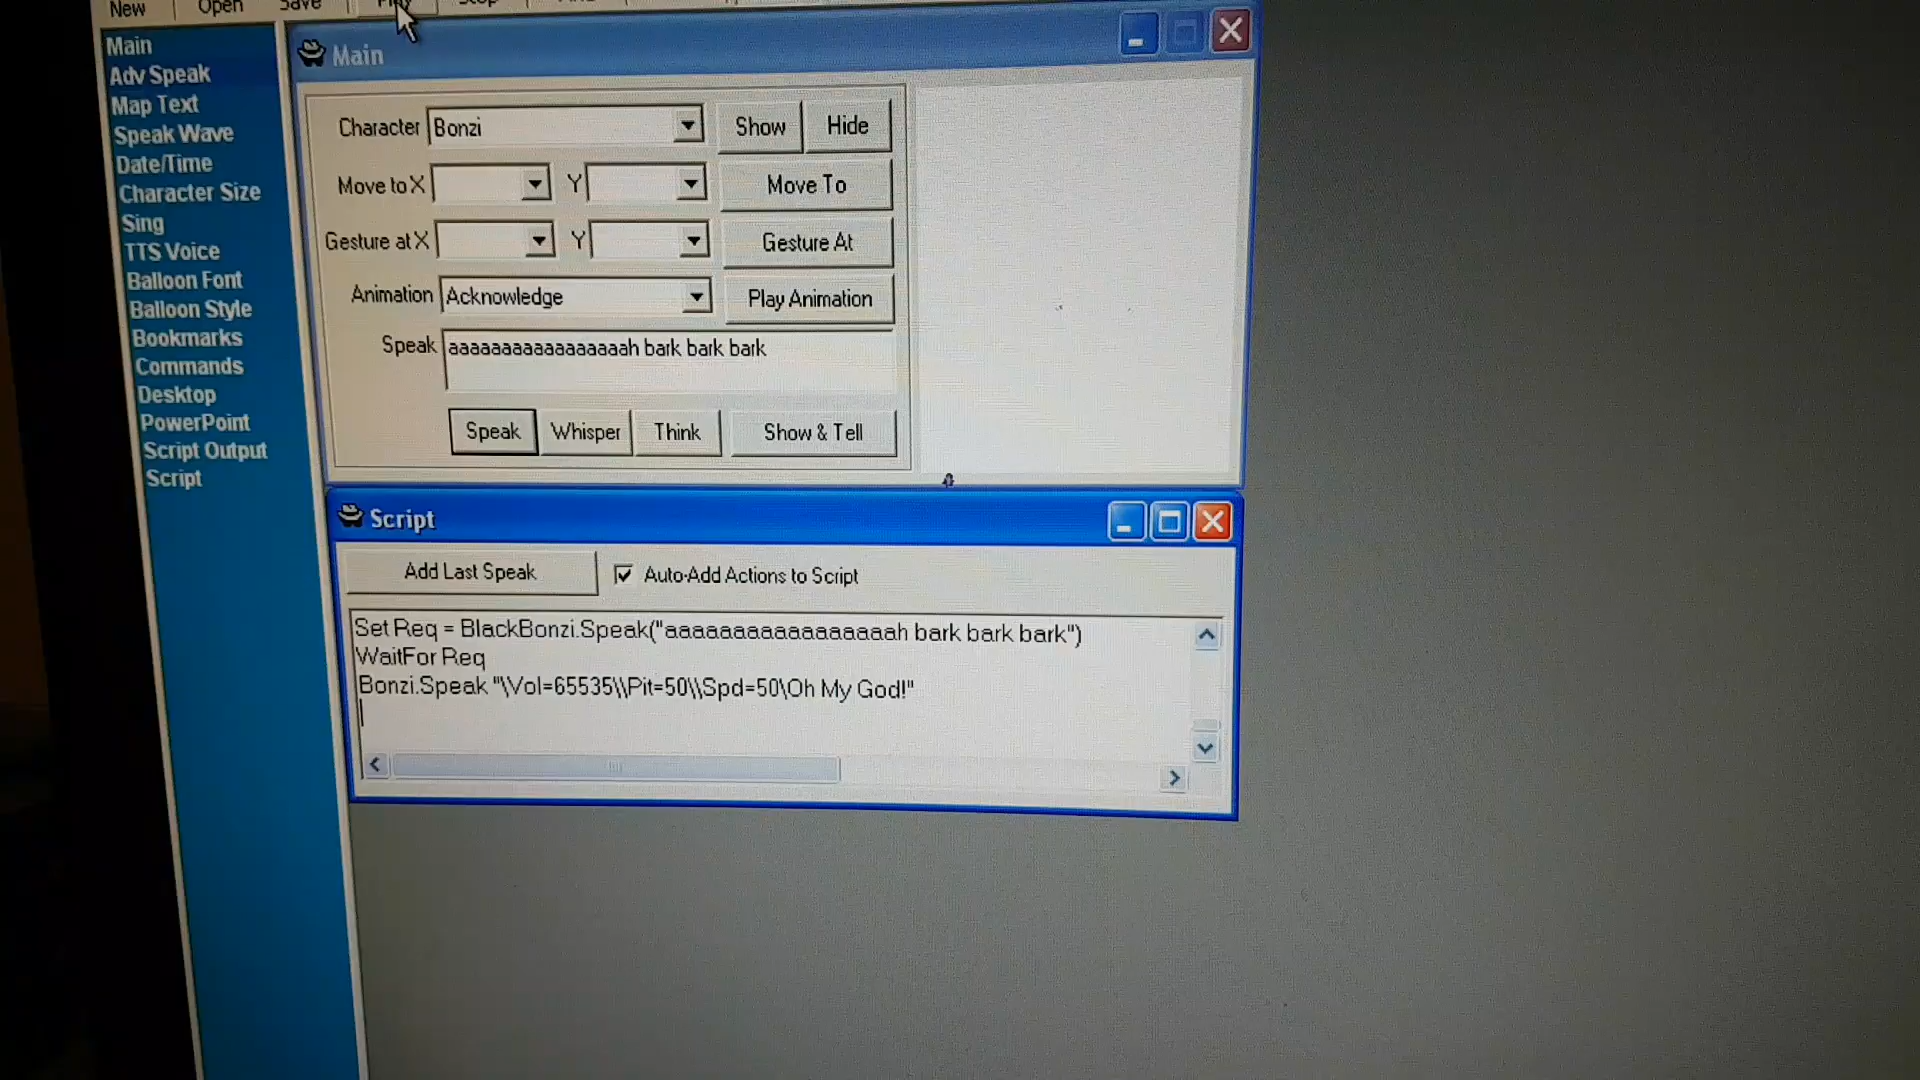 New Open Save Play Stop
Main
Adv Speak
Map Text
Speak Wave
Date/Time
Character Size
Sing
TTS Voice
Balloon Font
Balloon Style
Bookmarks
Commands
Desktop
PowerPoint
Script Output
Script
Main
Character Bonzi Show Hide
Move to X Y Move To
Gesture at X Y Gesture At
Animation Acknowledge Play Animation
Speak aaaaaaaaaaaaaaaaah bark bark bark
Speak Whisper Think Show & Tell
Script
Add Last Speak Auto-Add Actions to Script
Set Req = BlackBonzi.Speak("aaaaaaaaaaaaaaaaah bark bark bark")
WaitFor Req
Bonzi.Speak "\Vol=65535\\Pit=50\\Spd=50\Oh My God!"